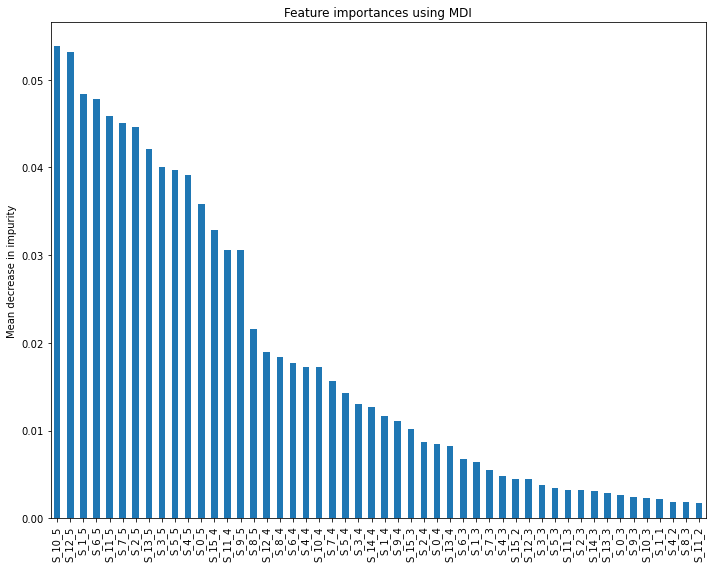 Feature importances using MDI
Mean decrease in impurity
0.05
0.04
0.03
0.02
0.01
0.00
S_10_5
S_12_5
S_1_5
S_6_5
S_11_5
S_7_5
S_2_5
S_13_5
S_3_5
S_5_5
S_4_5
S_0_5
S_15_4
S_11_4
S_9_5
S_8_5
S_12_4
S_8_4
S_6_4
S_4_4
S_10_4
S_7_4
S_5_4
S_3_4
S_14_4
S_1_4
S_9_4
S_15_3
S_2_4
S_0_4
S_13_4
S_6_3
S_1_3
S_7_3
S_4_3
S_15_2
S_12_3
S_3_3
S_5_3
S_11_3
S_2_3
S_14_3
S_13_3
S_0_3
S_9_3
S_10_3
S_1_1
S_4_2
S_8_3
S_11_2